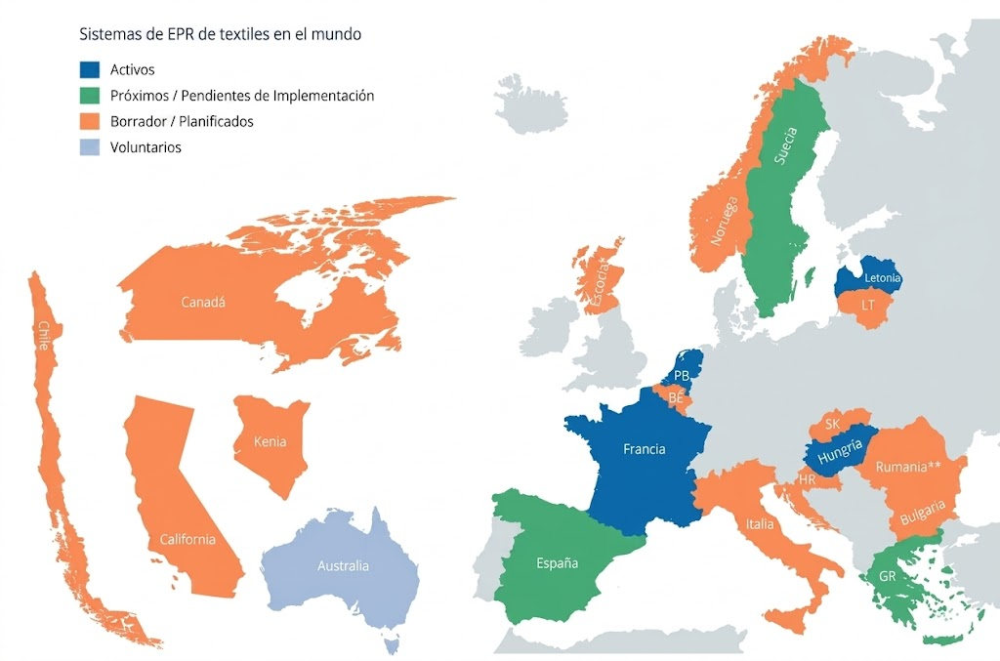 Sistemas de EPR de textiles en el mundo
Activos
Próximos / Pendientes de Implementación
Borrador / Planificados
Voluntarios
Suecia
Noruega
Escocia*
Letonia
LT
Canadá
Chile
PB
BE
Kenia
Francia
SK
Hungría
Rumania**
HR
Bulgaria
Italia
California
Australia
España
GR